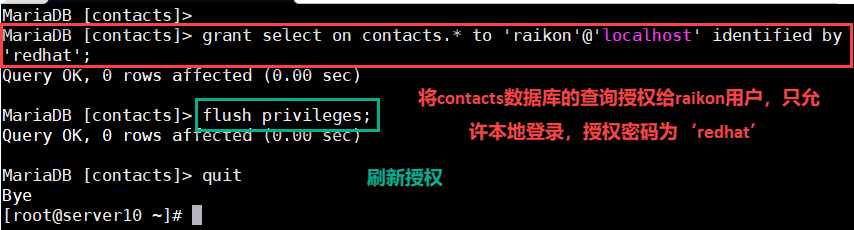 MariaDB [contacts]>
MariaDB [contacts]> grant select on contacts.* to 'raikon'@'localhost' identified by
'redhat';
Query OK, 0 rows affected (0.00 sec)
将contacts数据库的查询授权给raikon用户，只允
许本地登录，授权密码为‘redhat’
MariaDB [contacts]> flush privileges;
Query OK, 0 rows affected (0.00 sec)
MariaDB [contacts]> quit
刷新授权
Bye
[root@server10 ~]#